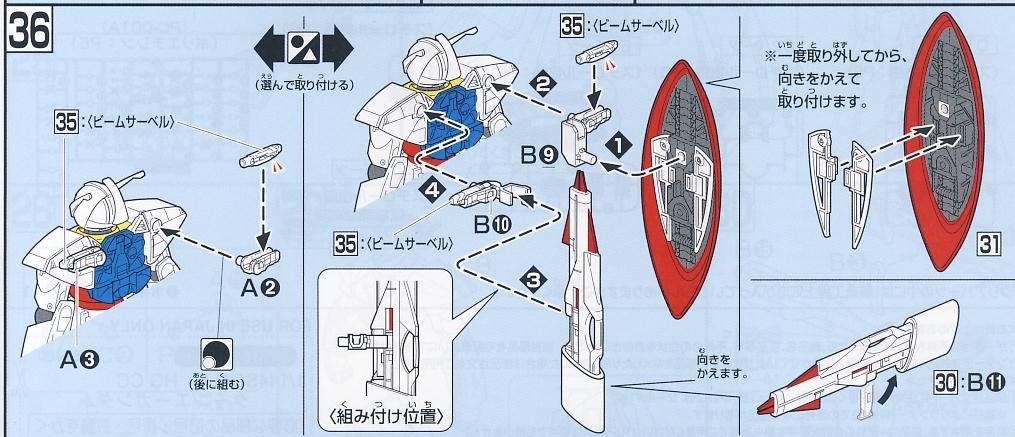 36
35:〈ビームサーベル〉
A❷
A❸
(後に組む)
(選んで取り付ける)
35:〈ビームサーベル〉
❷
❶
B❾
❹
B❿
35:〈ビームサーベル〉
❸
〈組み付け位置〉
向きを
かえます。
※一度取り外してから、
向きをかえて
取り付けます。
31
30:B⓫